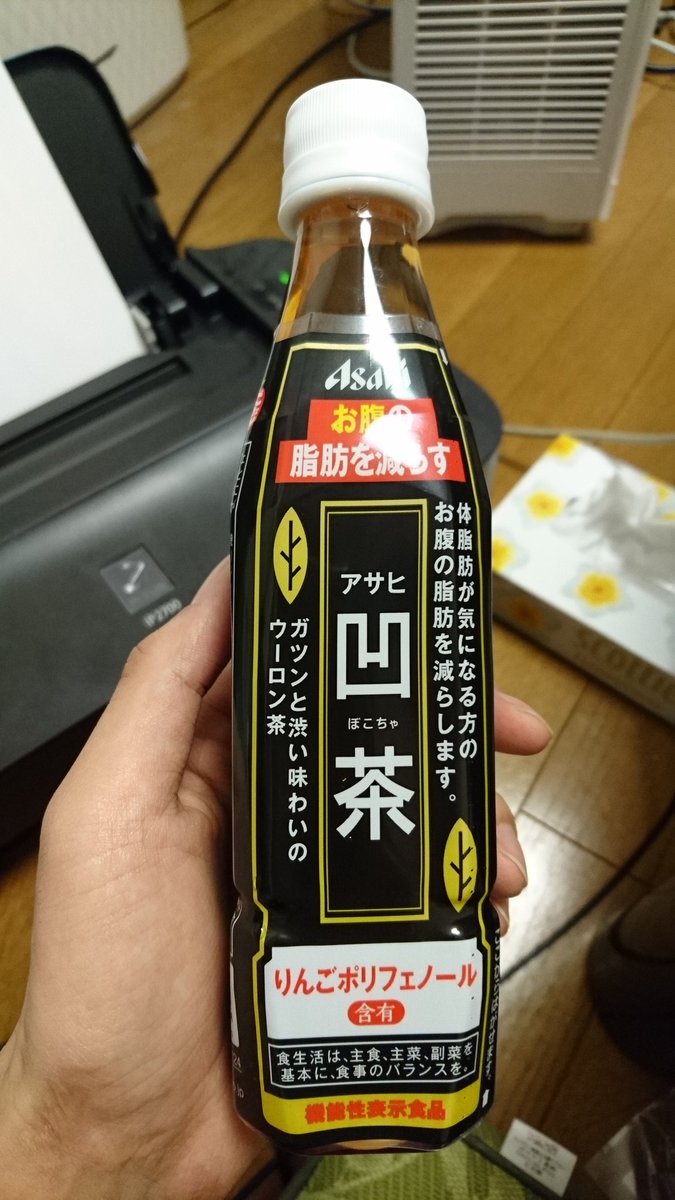 Asahi
お腹の
脂肪を減らす
体脂肪が気になる方の
お腹の脂肪を減らします。
アサヒ
凹
ぽこちゃ
茶
ガツンと渋い味わいの
ウーロン茶
りんごポリフェノール
含有
食生活は、主食、主菜、副菜を
基本に、食事のバランスを。
機能性表示食品
iP2700